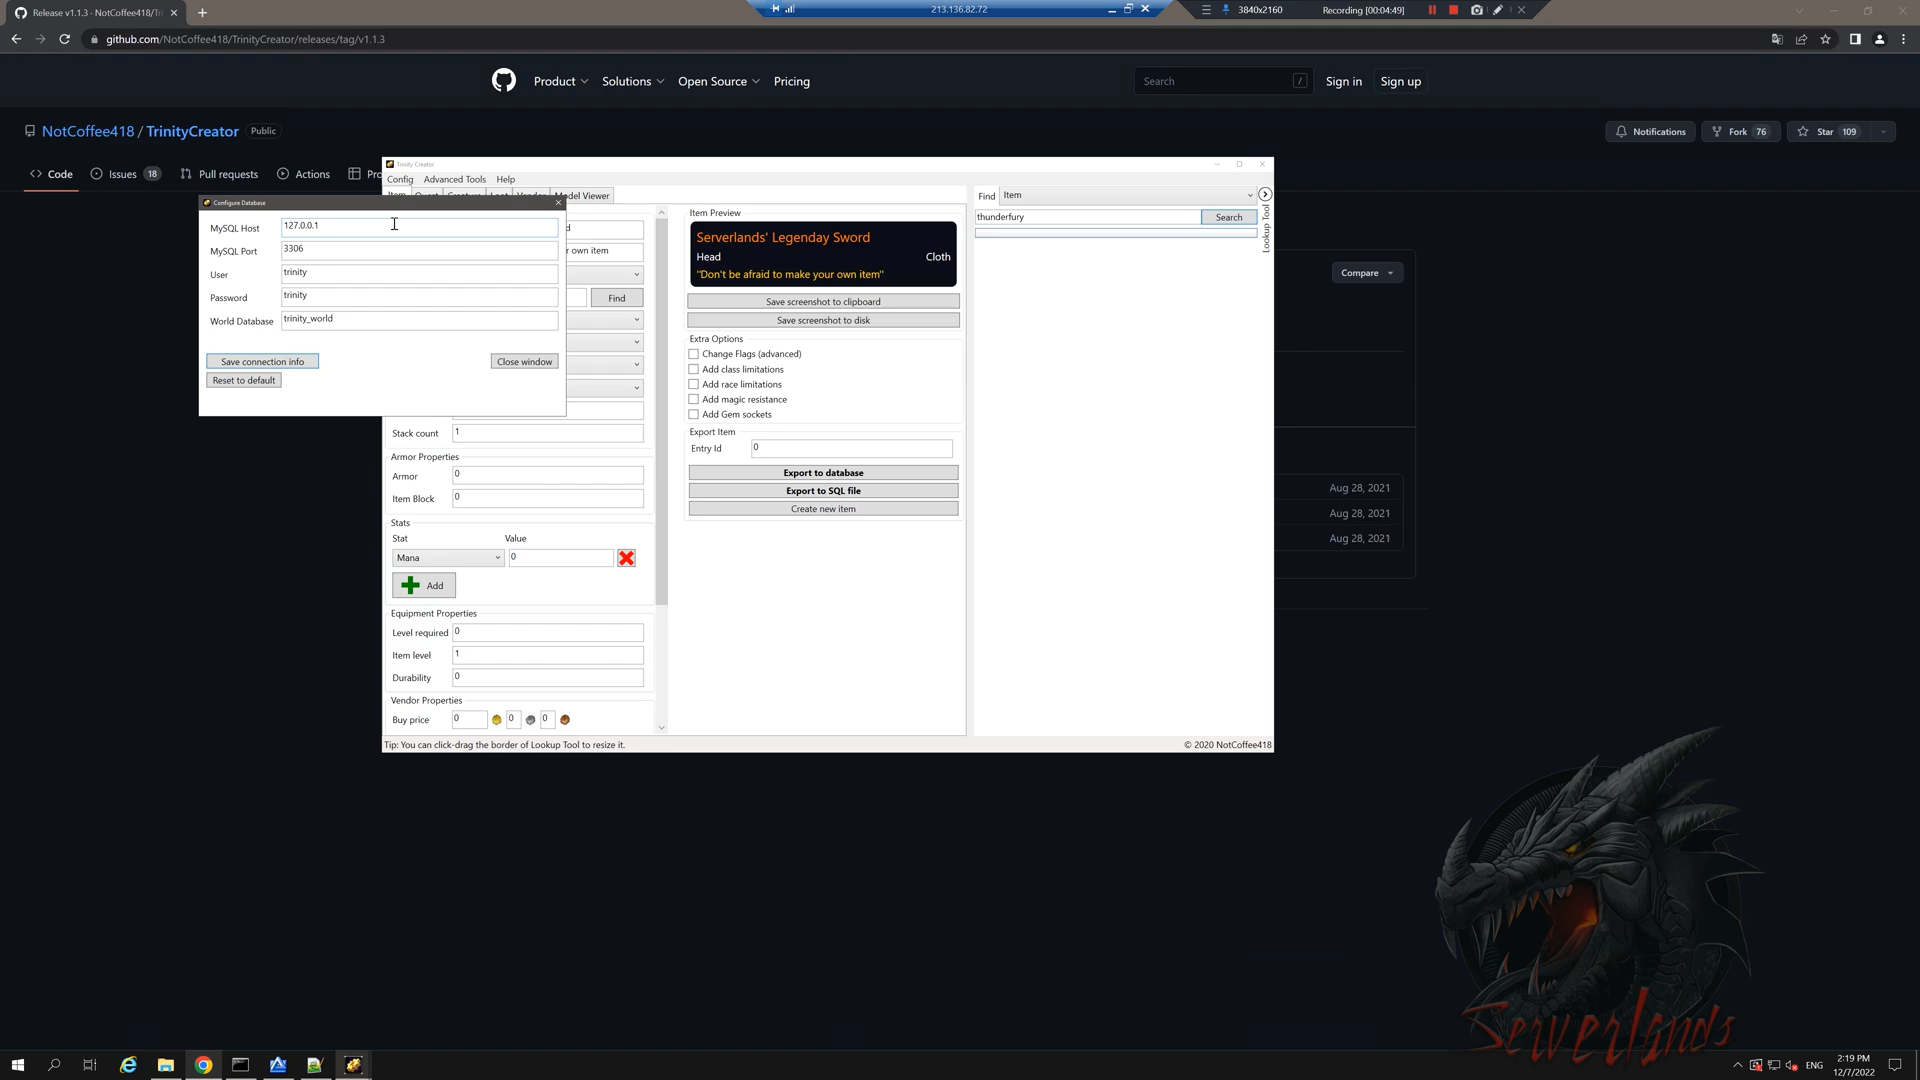 Release v1.1.3 · NotCoffee418/Tri
213.136.82.72
3840x2160
Recording [00:04:49]
github.com/NotCoffee418/TrinityCreator/releases/tag/v1.1.3
Product
Solutions
Open Source
Pricing
Search
/
Sign in
Sign up
NotCoffee418 / TrinityCreator
Public
Notifications
Fork 76
Star 109
Code
Issues 18
Pull requests
Actions
Trinity Creator
Config
Advanced Tools
Help
Model Viewer
Configure Database
MySQL Host
127.0.0.1
MySQL Port
3306
User
trinity
Password
trinity
World Database
trinity_world
Save connection info
Close window
Reset to default
r own item
Find
Stack count
1
Armor Properties
Armor
0
Item Block
0
Stats
Stat
Value
Mana
0
Add
Equipment Properties
Level required
0
Item level
1
Durability
0
Vendor Properties
Buy price
0
0
0
Item Preview
Serverlands' Legenday Sword
Head
Cloth
"Don't be afraid to make your own item"
Save screenshot to clipboard
Save screenshot to disk
Extra Options
Change Flags (advanced)
Add class limitations
Add race limitations
Add magic resistance
Add Gem sockets
Export Item
Entry Id
0
Export to database
Export to SQL file
Create new item
Find
Item
thunderfury
Search
Lookup Tool
Tip: You can click-drag the border of Lookup Tool to resize it.
© 2020 NotCoffee418
Compare
Aug 28, 2021
Aug 28, 2021
Aug 28, 2021
Serverlands
ENG
2:19 PM
12/7/2022